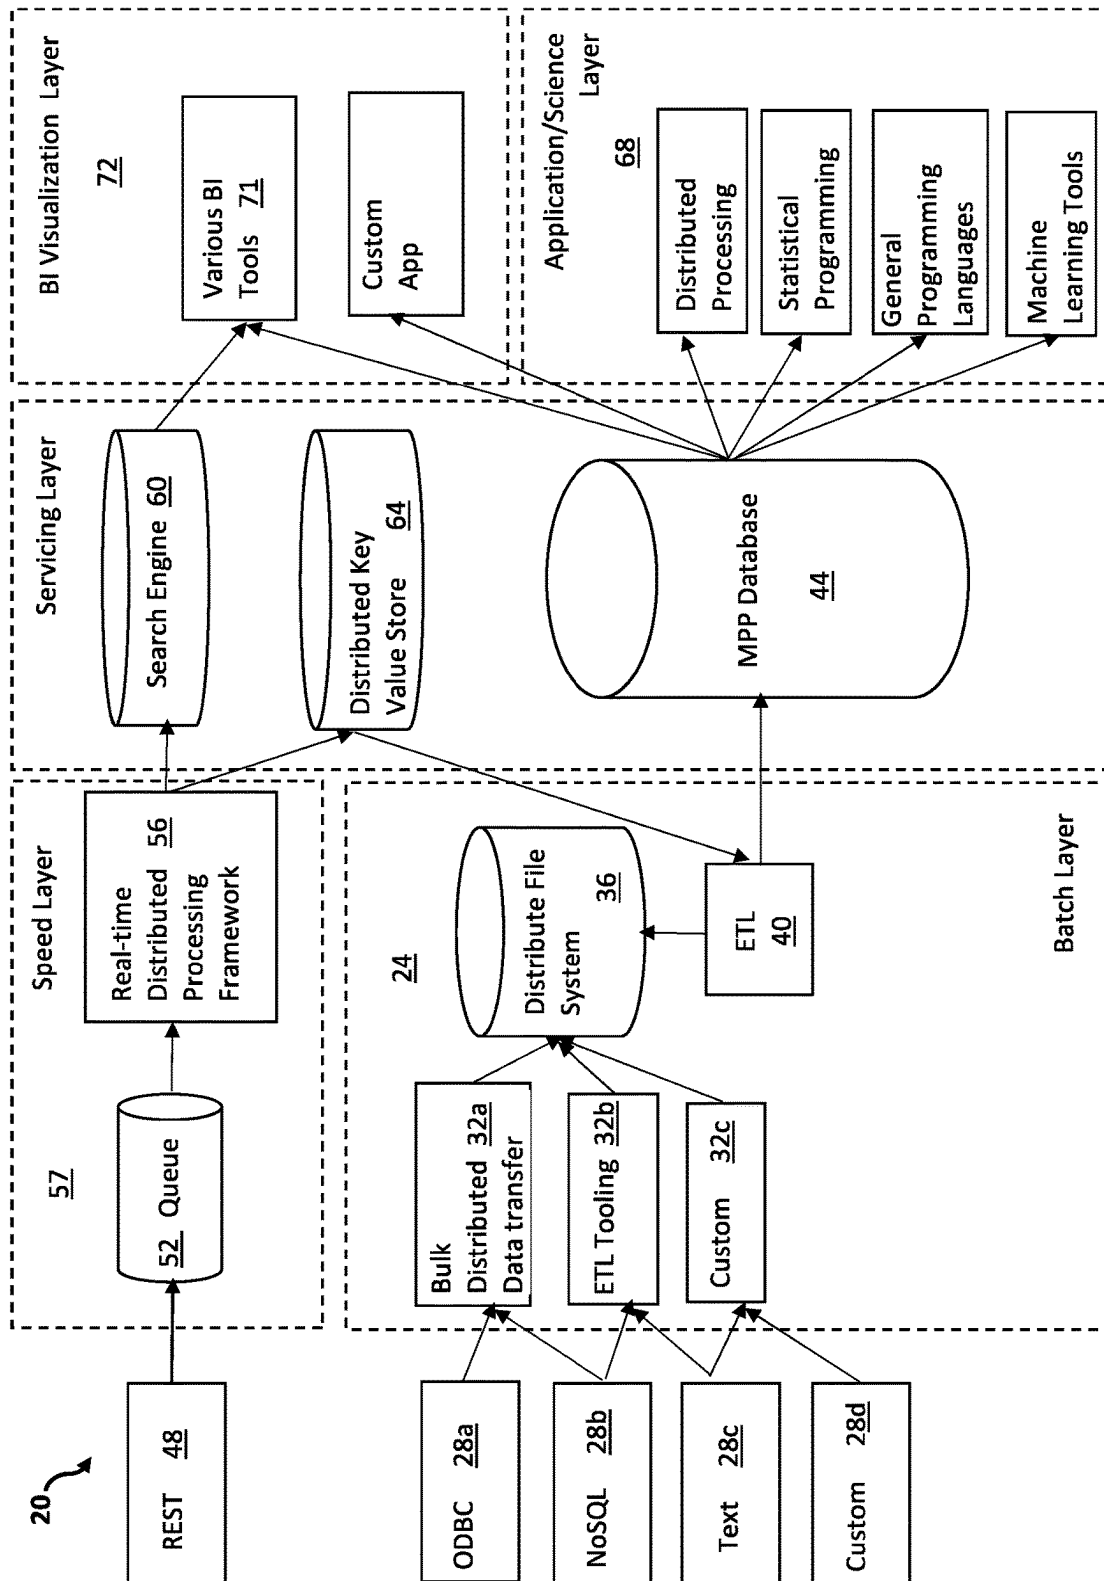 20
REST 48
57
Speed Layer
52 Queue
Real-time
Distributed 56
Processing
Framework
Servicing Layer
Search Engine 60
Distributed Key
Value Store 64
MPP Database
44
BI Visualization Layer
72
Various BI
Tools 71
Custom
App
Application/Science
Layer
68
Distributed
Processing
Statistical
Programming
General
Programming
Languages
Machine
Learning Tools
ODBC 28a
NoSQL 28b
Text 28c
Custom 28d
24
Bulk
Distributed 32a
Data transfer
ETL Tooling 32b
Custom 32c
Distribute File
System 36
ETL
40
Batch Layer